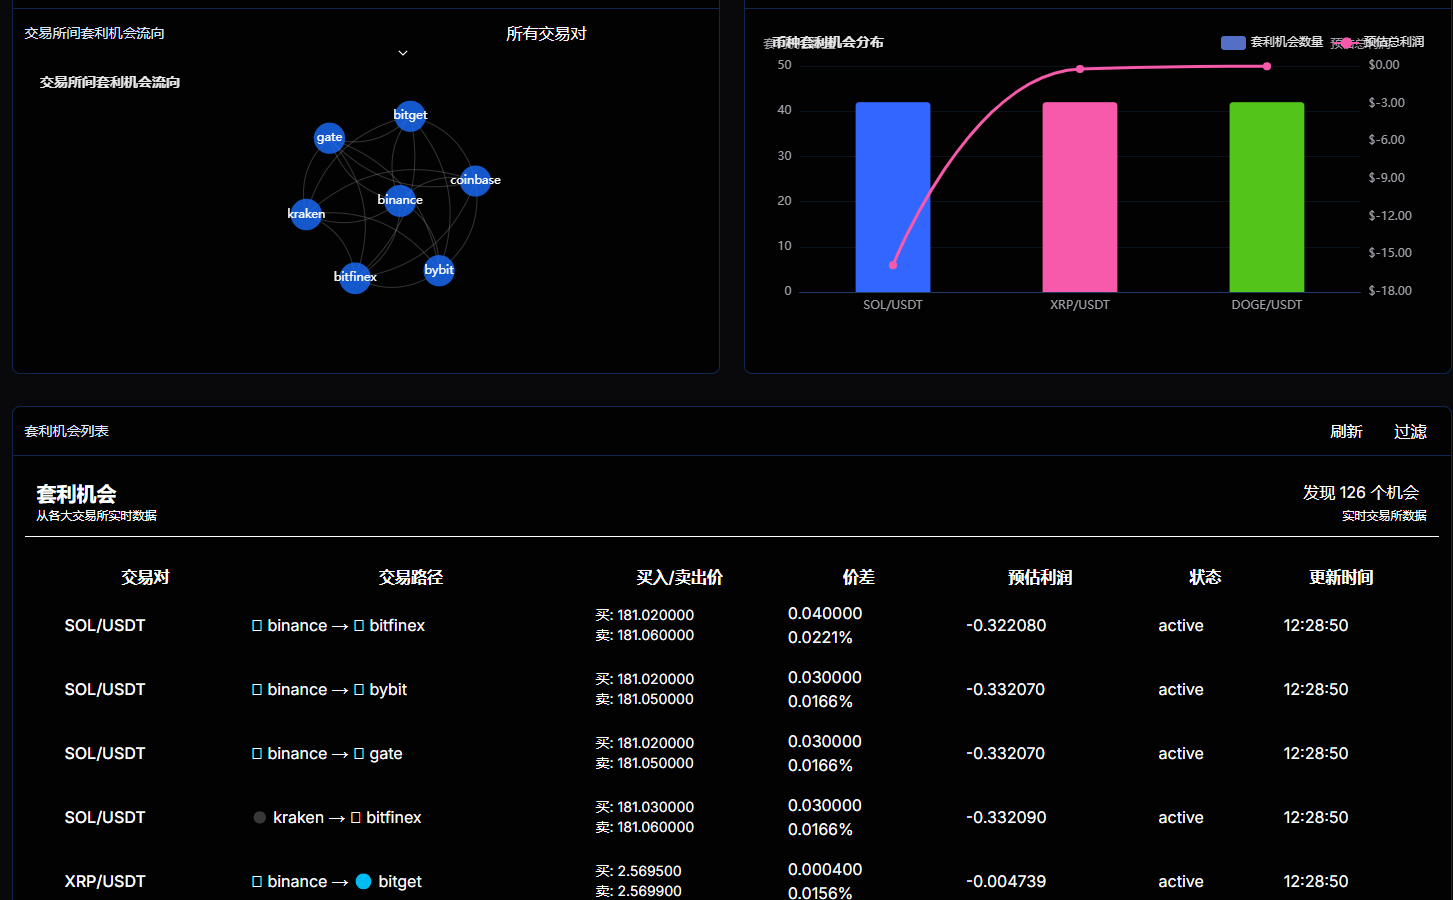 交易所间套利机会流向
所有交易对
交易所间套利机会流向
bitget
gate
coinbase
binance
kraken
bitfinex
bybit
币种套利机会分布
套利机会数量
预估总利润
50
40
30
20
10
0
$0.00
$-3.00
$-6.00
$-9.00
$-12.00
$-15.00
$-18.00
SOL/USDT XRP/USDT DOGE/USDT
套利机会列表
刷新 过滤
套利机会
从各大交易所实时数据
发现 126 个机会
实时交易所数据
交易对 交易路径 买入/卖出价 价差 预估利润 状态 更新时间
SOL/USDT binance → bitfinex
买: 181.020000
卖: 181.060000
0.040000
0.0221%
-0.322080 active 12:28:50
SOL/USDT binance → bybit
买: 181.020000
卖: 181.050000
0.030000
0.0166%
-0.332070 active 12:28:50
SOL/USDT binance → gate
买: 181.020000
卖: 181.050000
0.030000
0.0166%
-0.332070 active 12:28:50
SOL/USDT kraken → bitfinex
买: 181.030000
卖: 181.060000
0.030000
0.0166%
-0.332090 active 12:28:50
XRP/USDT binance → bitget
买: 2.569500
卖: 2.569900
0.000400
0.0156%
-0.004739 active 12:28:50